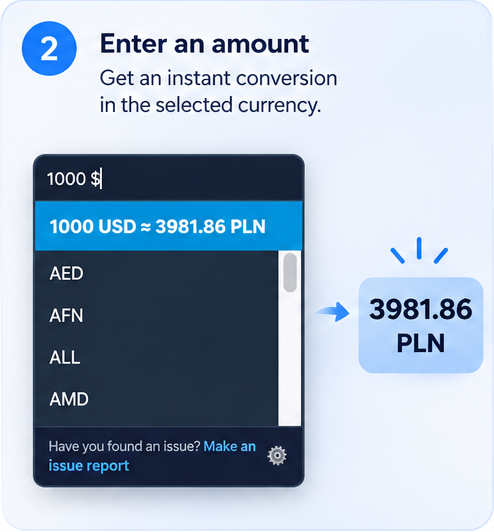 2
Enter an amount
Get an instant conversion
in the selected currency.
1000 $
1000 USD ≈ 3981.86 PLN
AED
AFN
ALL
AMD
3981.86
PLN
Have you found an issue? Make an
issue report